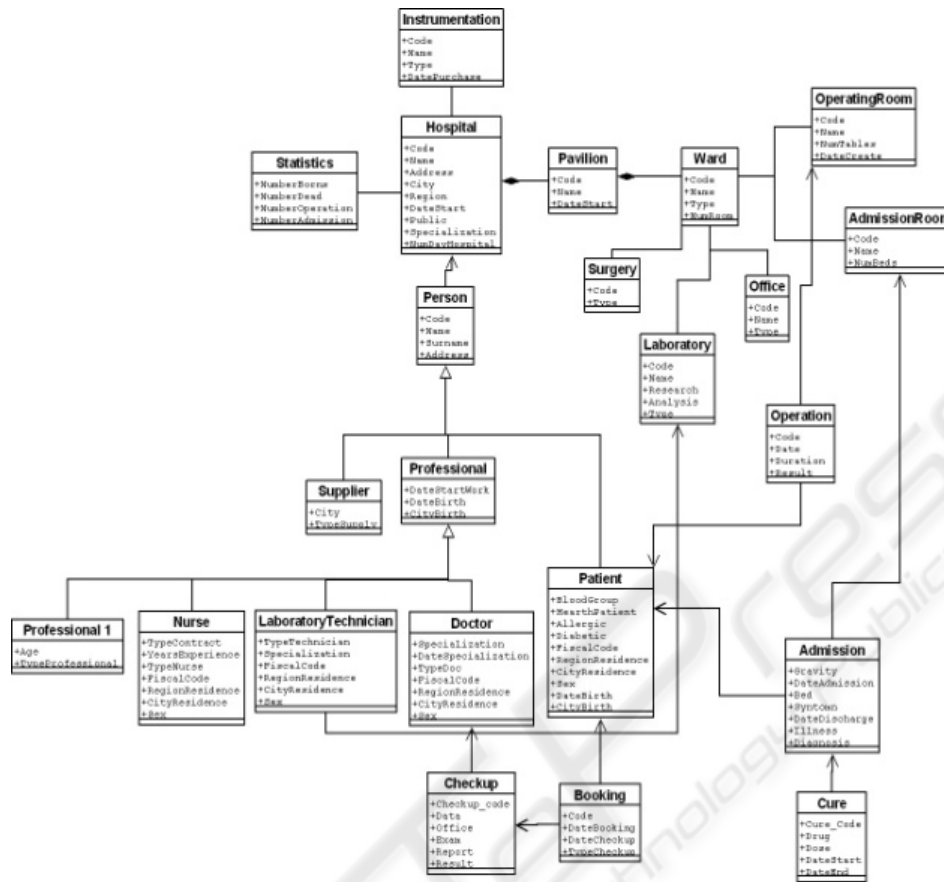 Instrumentation
+Code
+Name
+Type
+DatePurchase
Hospital
+Code
+Name
+Address
+City
+Region
+DateStart
+Public
+Specialization
+NumDayHospital
Statistics
+NumberBorns
+NumberDead
+NumberOperation
+NumberAdmission
Pavilion
+Code
+Name
+DateStart
Ward
+Code
+Name
+Type
+NumRoom
OperatingRoom
+Code
+Name
+NumTables
+DateCreate
AdmissionRoom
+Code
+Name
+NumBeds
Surgery
+Code
+Type
Office
+Code
+Name
+Type
Person
+Code
+Name
+Surname
+Address
Laboratory
+Code
+Name
+Research
+Analysis
+Type
Operation
+Code
+Date
+Duration
+Result
Supplier
+City
+TypeSupply
Professional
+DateStartWork
+DateBirth
+CityBirth
Professional 1
+Age
+TypeProfessional
Nurse
+TypeContract
+YearsExperience
+TypeNurse
+FiscalCode
+RegionResidence
+CityResidence
+Sex
LaboratoryTechnician
+TypeTechnician
+Specialization
+FiscalCode
+RegionResidence
+CityResidence
+Sex
Doctor
+Specialization
+DateSpecialization
+TypeDoc
+FiscalCode
+RegionResidence
+CityResidence
+Sex
Patient
+BloodGroup
+HearthPatient
+Allergic
+Diabetic
+FiscalCode
+RegionResidence
+CityResidence
+Sex
+DateBirth
+CityBirth
Admission
+Gravity
+DateAdmission
+Bed
+Syntomn
+DateDischarge
+Illness
+Diagnosis
Checkup
+Checkup_code
+Data
+Office
+Exam
+Report
+Result
Booking
+Code
+DateBooking
+DateCheckup
+TypeCheckup
Cure
+Cure_Code
+Drug
+Dose
+DateStart
+DateEnd